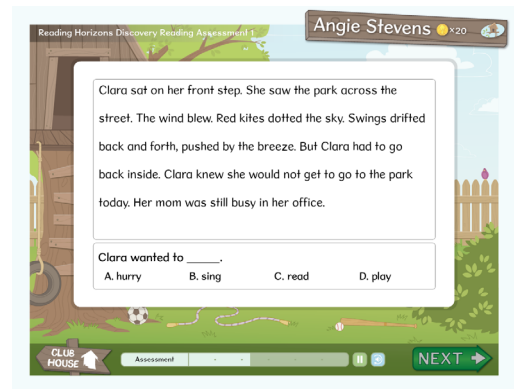 Reading Horizons Discovery Reading Assessment 1
Angie Stevens ×20
Clara sat on her front step. She saw the park across the
street. The wind blew. Red kites dotted the sky. Swings drifted
back and forth, pushed by the breeze. But Clara had to go
back inside. Clara knew she would not get to go to the park
today. Her mom was still busy in her office.
Clara wanted to _____.
A. hurry B. sing C. read D. play
CLUB
HOUSE
Assessment
NEXT